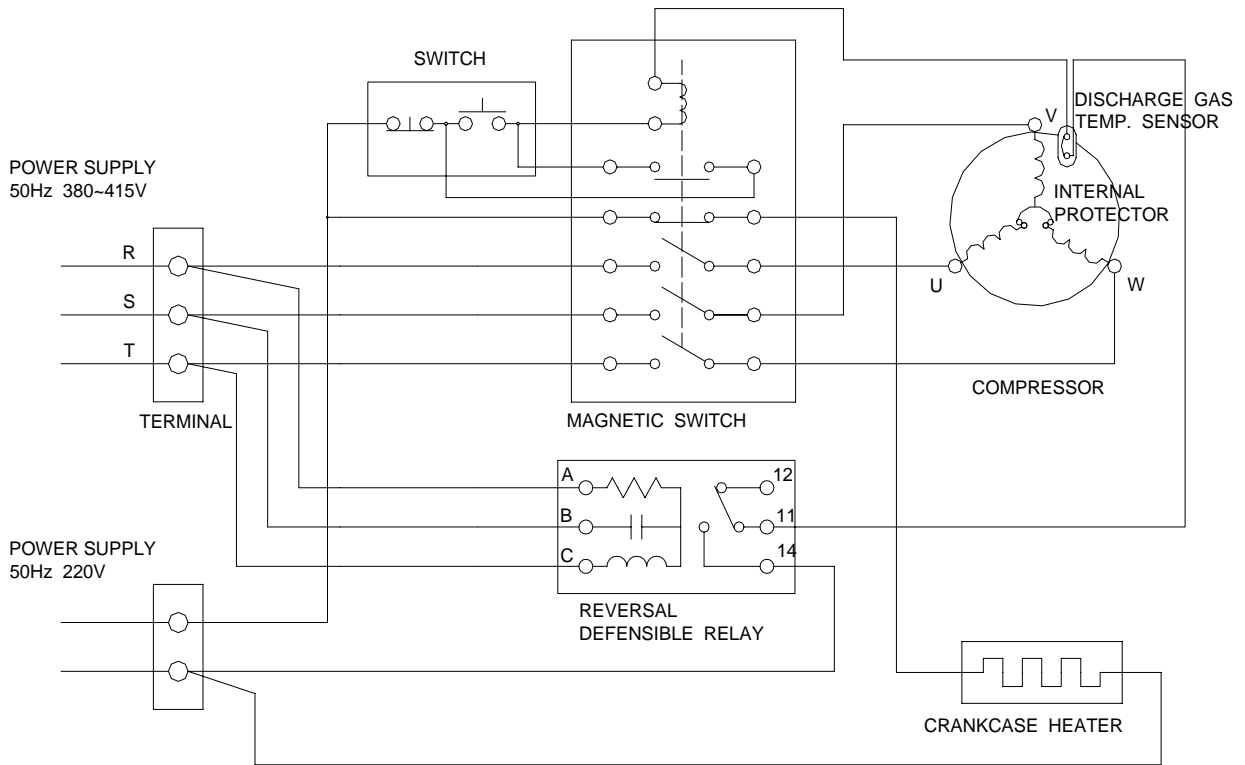 SWITCH
DISCHARGE GAS
TEMP. SENSOR
V
POWER SUPPLY
50Hz 380~415V
INTERNAL
PROTECTOR
R
U
W
S
T
COMPRESSOR
TERMINAL
MAGNETIC SWITCH
A
12
B
11
C
14
POWER SUPPLY
50Hz 220V
REVERSAL
DEFENSIBLE RELAY
CRANKCASE HEATER